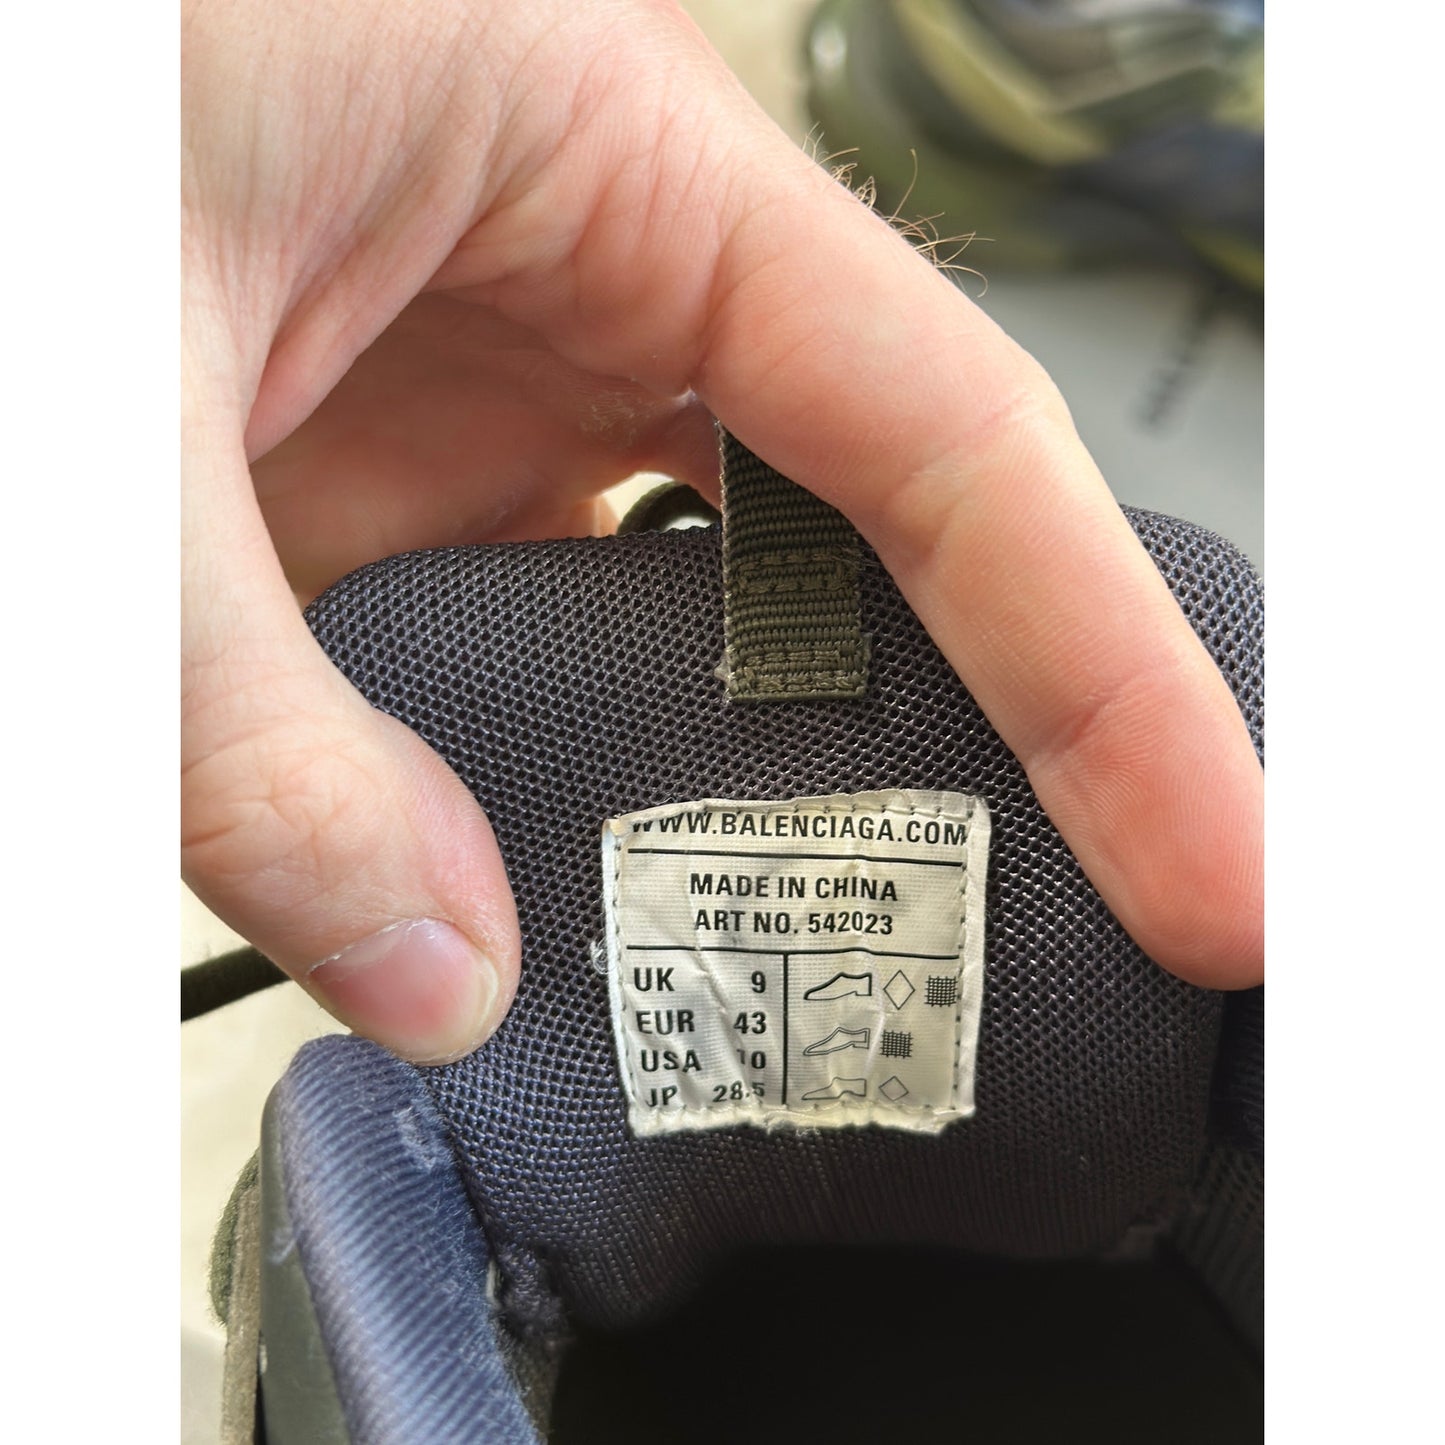 WWW.BALENCIAGA.COM
MADE IN CHINA
ART NO. 542023
UK 9
EUR 43
USA 10
JP 28.5